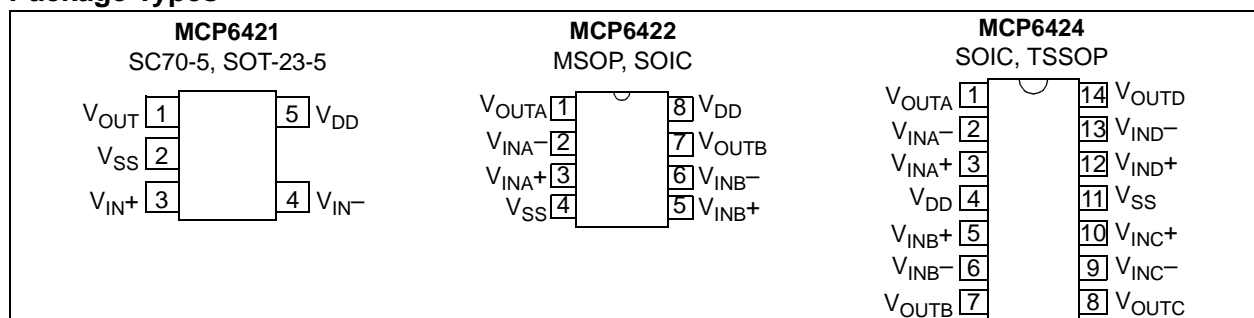 Package Types
MCP6421
SC70-5, SOT-23-5
VOUT 1
5 VDD
VSS 2
VIN+ 3
4 VIN–
MCP6422
MSOP, SOIC
VOUTA 1
8 VDD
VINA– 2
7 VOUTB
VINA+ 3
6 VINB–
VSS 4
5 VINB+
MCP6424
SOIC, TSSOP
VOUTA 1
14 VOUTD
VINA– 2
13 VIND–
VINA+ 3
12 VIND+
VDD 4
11 VSS
VINB+ 5
10 VINC+
VINB– 6
9 VINC–
VOUTB 7
8 VOUTC